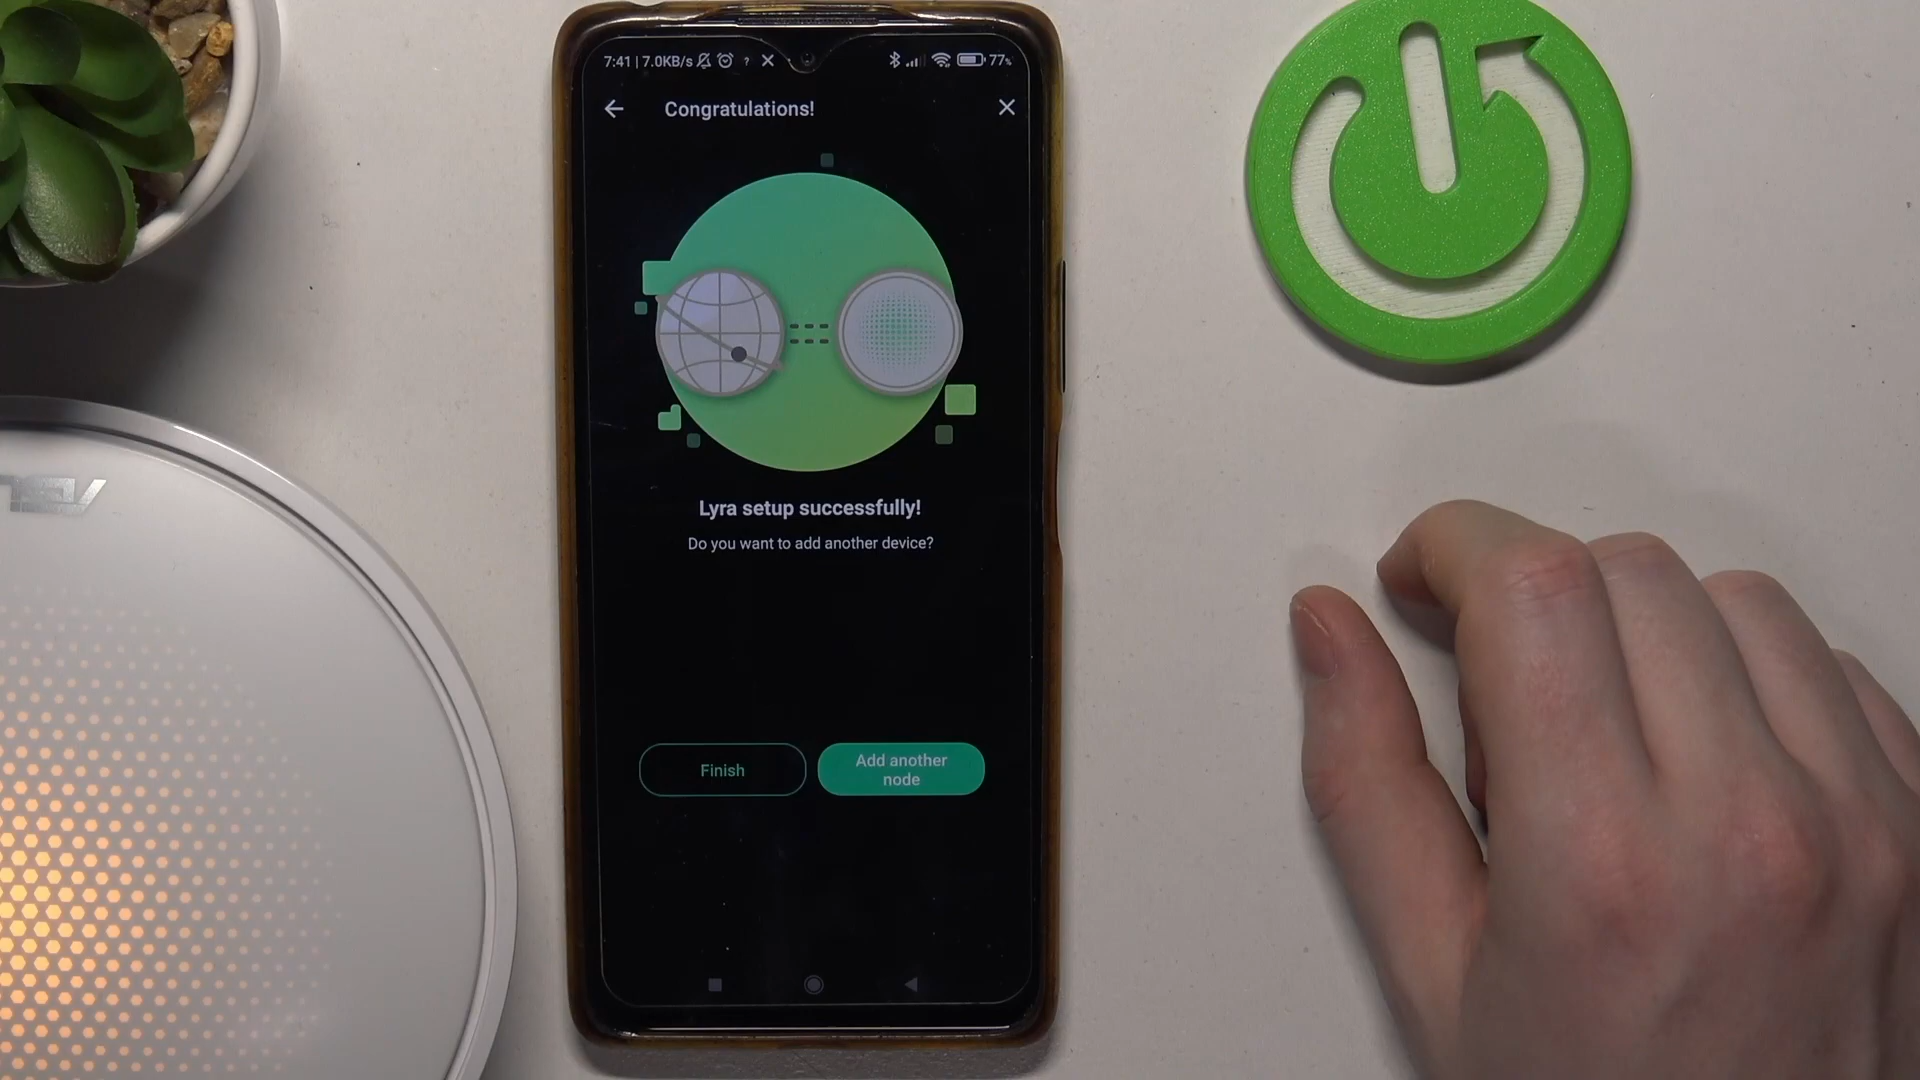 7:41 | 7.0KB/s
77%
Congratulations!
Lyra setup successfully!
Do you want to add another device?
Finish
Add another
node